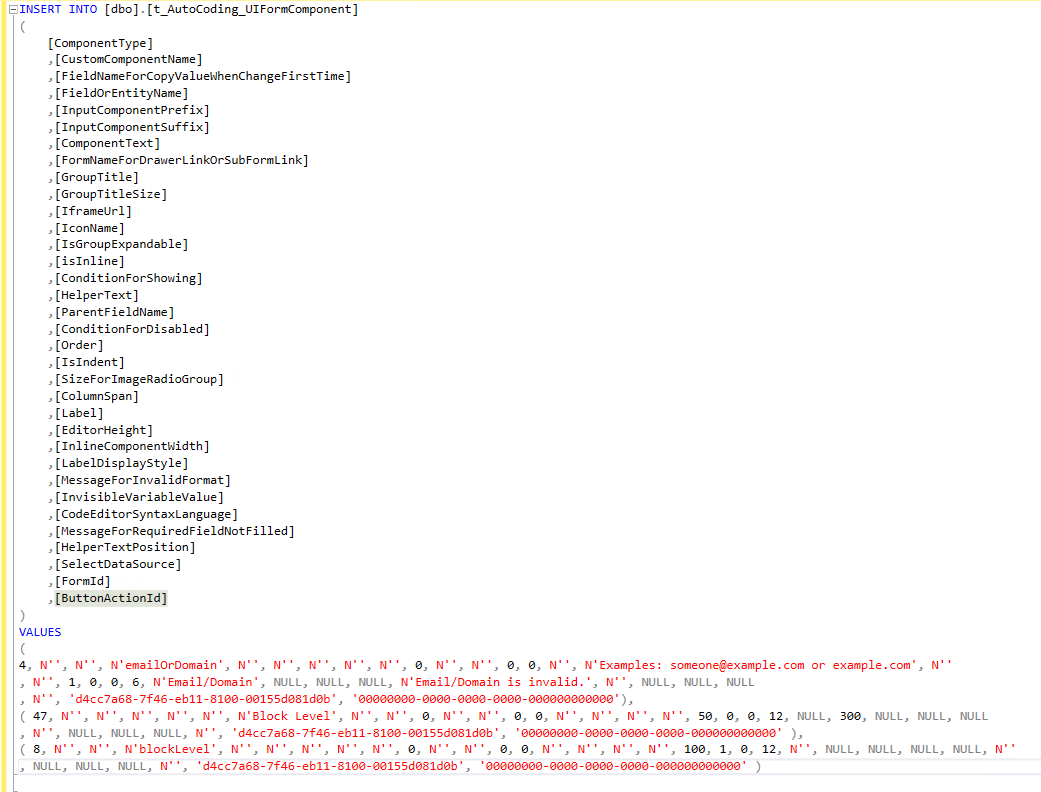 INSERT INTO [dbo].[t_AutoCoding_UIFormComponent]
(
[ComponentType]
,[CustomComponentName]
,[FieldNameForCopyValueWhenChangeFirstTime]
,[FieldOrEntityName]
,[InputComponentPrefix]
,[InputComponentSuffix]
,[ComponentText]
,[FormNameForDrawerLinkOrSubFormLink]
,[GroupTitle]
,[GroupTitleSize]
,[IframeUrl]
,[IconName]
,[IsGroupExpandable]
,[isInline]
,[ConditionForShowing]
,[HelperText]
,[ParentFieldName]
,[ConditionForDisabled]
,[Order]
,[IsIndent]
,[SizeForImageRadioGroup]
,[ColumnSpan]
,[Label]
,[EditorHeight]
,[InlineComponentWidth]
,[LabelDisplayStyle]
,[MessageForInvalidFormat]
,[InvisibleVariableValue]
,[CodeEditorSyntaxLanguage]
,[MessageForRequiredFieldNotFilled]
,[HelperTextPosition]
,[SelectDataSource]
,[FormId]
,[ButtonActionId]
)
VALUES
(
4, N'', N'', N'emailOrDomain', N'', N'', N'', N'', N'', 0, N'', N'', 0, 0, N'', N'Examples: someone@example.com or example.com', N''
, N'', 1, 0, 0, 6, N'Email/Domain', NULL, NULL, NULL, N'Email/Domain is invalid.', N'', NULL, NULL, NULL
, N'', 'd4cc7a68-7f46-eb11-8100-00155d081d0b', '00000000-0000-0000-0000-000000000000'),
( 47, N'', N'', N'', N'', N'', N'Block Level', N'', N'', 0, N'', N'', 0, 0, N'', N'', N'', N'', 50, 0, 0, 12, NULL, 300, NULL, NULL, NULL
, N'', NULL, NULL, NULL, N'', 'd4cc7a68-7f46-eb11-8100-00155d081d0b', '00000000-0000-0000-0000-000000000000' ),
( 8, N'', N'', N'blockLevel', N'', N'', N'', N'', N'', 0, N'', N'', 0, 0, N'', N'', N'', N'', 100, 1, 0, 12, N'', NULL, NULL, NULL, NULL, N''
, NULL, NULL, NULL, N'', 'd4cc7a68-7f46-eb11-8100-00155d081d0b', '00000000-0000-0000-0000-000000000000' )